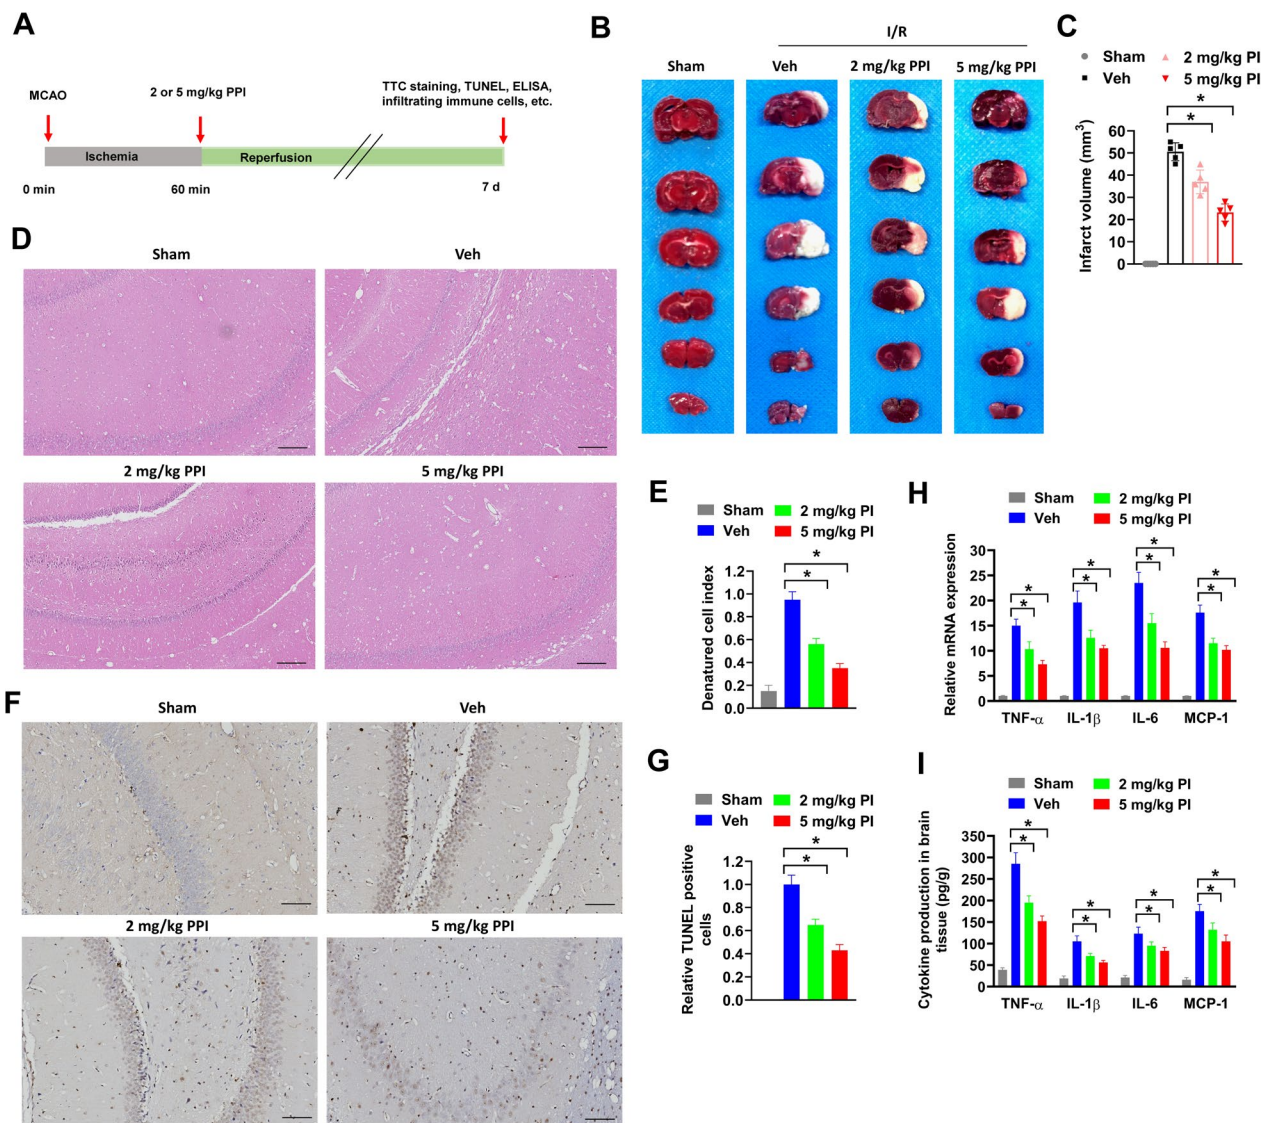 A
MCAO
2 or 5 mg/kg PPI
TTC staining, TUNEL, ELISA,
infiltrating immune cells, etc.
Ischemia
Reperfusion
0 min
60 min
7 d
B
I/R
Sham
Veh
2 mg/kg PPI
5 mg/kg PPI
C
Sham
2 mg/kg PI
Veh
5 mg/kg PI
*
*
Infarct volume (mm3)
60
50
40
30
20
10
0
D
Sham
Veh
2 mg/kg PPI
5 mg/kg PPI
E
Sham
2 mg/kg PI
Veh
5 mg/kg PI
*
*
Denatured cell index
1.2
1.0
0.8
0.6
0.4
0.2
0.0
F
Sham
Veh
2 mg/kg PPI
5 mg/kg PPI
G
Sham
2 mg/kg PI
Veh
5 mg/kg PI
*
*
Relative TUNEL positive
cells
1.2
1.0
0.8
0.6
0.4
0.2
0.0
H
Sham
2 mg/kg PI
Veh
5 mg/kg PI
Relative mRNA expression
30
25
20
15
10
5
0
* * * *
* * * *
TNF-α IL-1β IL-6 MCP-1
I
Sham
2 mg/kg PI
Veh
5 mg/kg PI
Cytokine production in brain
tissue (pg/g)
350
300
250
200
150
100
50
0
* * * *
* * * *
TNF-α IL-1β IL-6 MCP-1